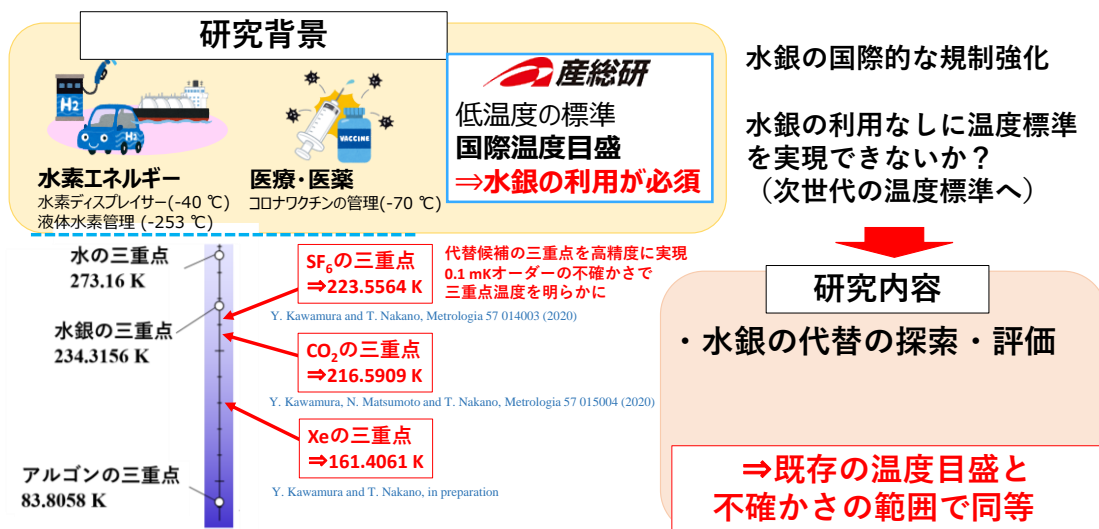 研究背景
H2
H2
VACCINE
水素エネルギー
水素ディスプレイサー(-40 ℃)
液体水素管理 (-253 ℃)
医療・医薬
コロナワクチンの管理(-70 ℃)
産総研
低温度の標準
国際温度目盛
⇒水銀の利用が必須
水銀の国際的な規制強化
水銀の利用なしに温度標準
を実現できないか？
（次世代の温度標準へ）
水の三重点
273.16 K
水銀の三重点
234.3156 K
アルゴンの三重点
83.8058 K
SF₆の三重点
⇒223.5564 K
代替候補の三重点を高精度に実現
0.1 mKオーダーの不確かさで
三重点温度を明らかに
Y. Kawamura and T. Nakano, Metrologia 57 014003 (2020)
CO₂の三重点
⇒216.5909 K
Y. Kawamura, N. Matsumoto and T. Nakano, Metrologia 57 015004 (2020)
Xeの三重点
⇒161.4061 K
Y. Kawamura and T. Nakano, in preparation
研究内容
・水銀の代替の探索・評価
⇒既存の温度目盛と
不確かさの範囲で同等